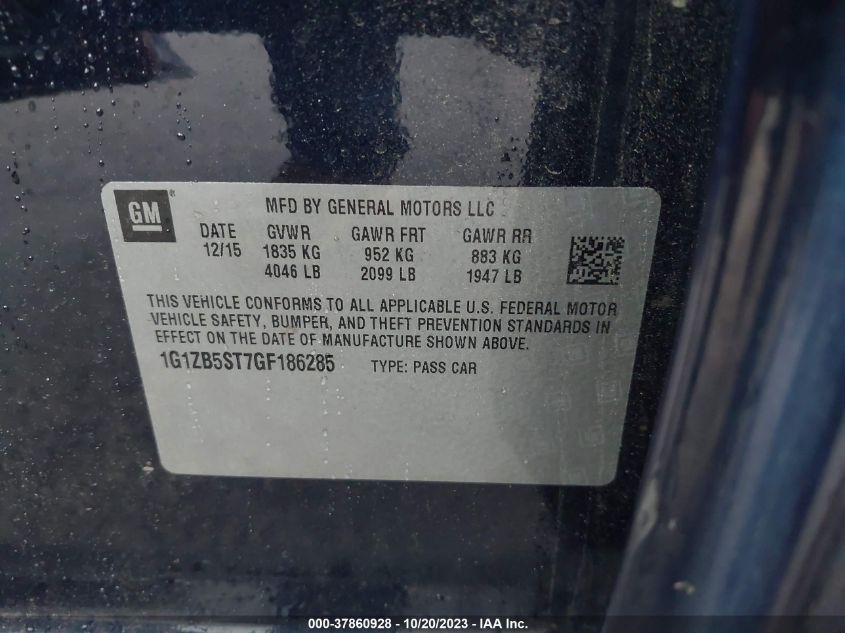 GM®
MFD BY GENERAL MOTORS LLC
DATE GVWR GAWR FRT GAWR RR
12/15 1835 KG 952 KG 883 KG
4046 LB 2099 LB 1947 LB
THIS VEHICLE CONFORMS TO ALL APPLICABLE U.S. FEDERAL MOTOR
VEHICLE SAFETY, BUMPER, AND THEFT PREVENTION STANDARDS IN
EFFECT ON THE DATE OF MANUFACTURE SHOWN ABOVE.
1G1ZB5ST7GF186285 TYPE: PASS CAR
000-37860928 - 10/20/2023 - IAA Inc.